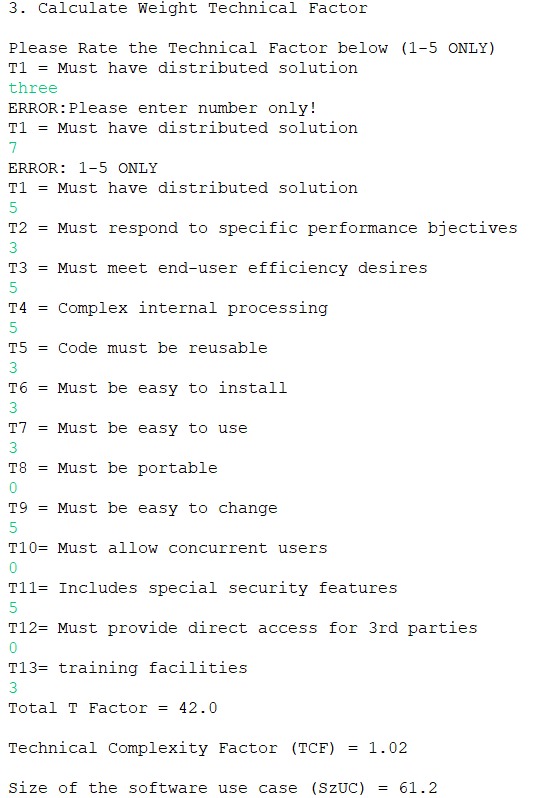 3. Calculate Weight Technical Factor
Please Rate the Technical Factor below (1-5 ONLY)
T1 = Must have distributed solution
three
ERROR:Please enter number only!
T1 = Must have distributed solution
7
ERROR: 1-5 ONLY
T1 = Must have distributed solution
5
T2 = Must respond to specific performance bjectives
3
T3 = Must meet end-user efficiency desires
5
T4 = Complex internal processing
5
T5 = Code must be reusable
3
T6 = Must be easy to install
3
T7 = Must be easy to use
3
T8 = Must be portable
0
T9 = Must be easy to change
5
T10= Must allow concurrent users
0
T11= Includes special security features
5
T12= Must provide direct access for 3rd parties
0
T13= training facilities
3
Total T Factor = 42.0
Technical Complexity Factor (TCF) = 1.02
Size of the software use case (SzUC) = 61.2